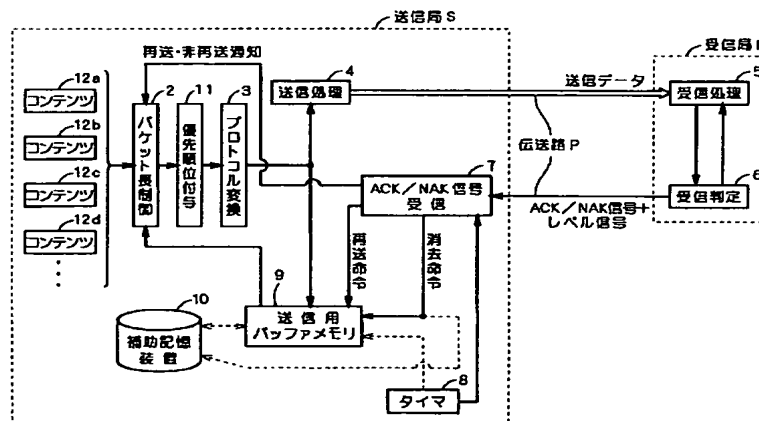 送信局S
受信局
再送・非再送通知
12a
コンテンツ
12b
コンテンツ
12c
コンテンツ
12d
コンテンツ
2
パケット長制御
11
優先順位付与
3
プロトコル変換
4
送信処理
送信データ
5
受信処理
伝送路P
7
ACK/NAK信号
受信
6
受信判定
ACK/NAK信号+
レベル信号
再送命令
消去命令
9
送信用
バッファメモリ
10
補助記憶
装置
8
タイマ